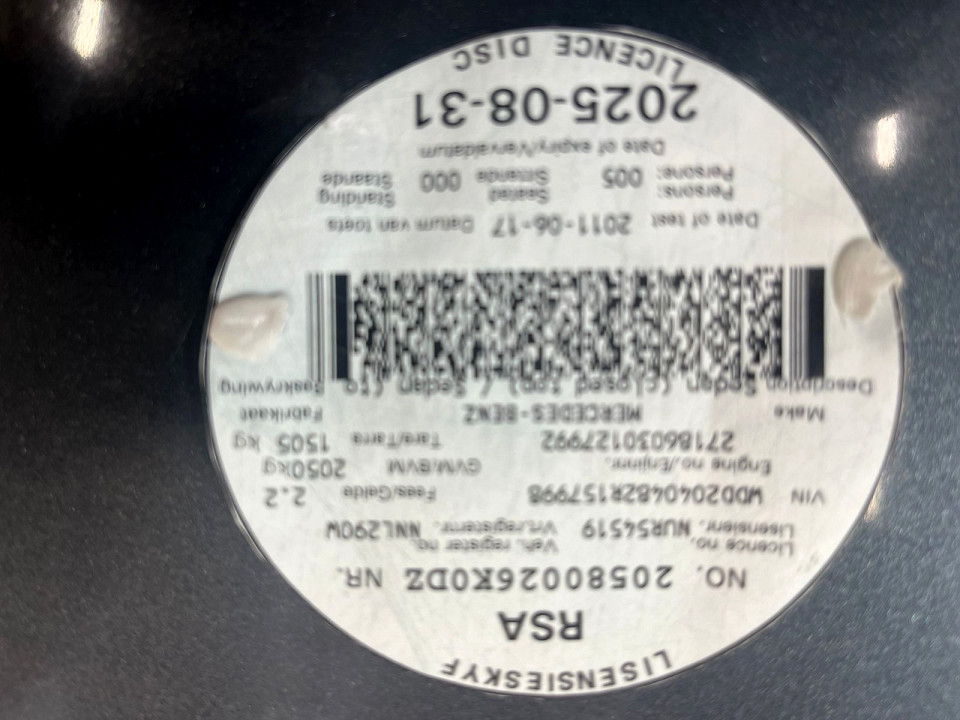 LISENSIESKYF
RSA
NO. 20580026K0DZ NR.
Licence no. Veh. register no.
Lisensienr. NUR54519 Vrt.registernr. NNL290W
VIN WDD2040482R157998 Fees/Gelde 2.2
Engine no./Enjinnr. GVM/BVM 2050kg
27186030127992 Tare/Tarra 1505 kg
Make MERCEDES-BENZ Fabrikaat
Description Sedan (closed top) / Sedan (to Beskrywing
Date of test 2011-06-17 Datum van toets
Persons: Seated Standing
Persone: 005 Sittende 000 Staande
Date of expiry/Vervaldatum
2025-08-31
LICENCE DISC